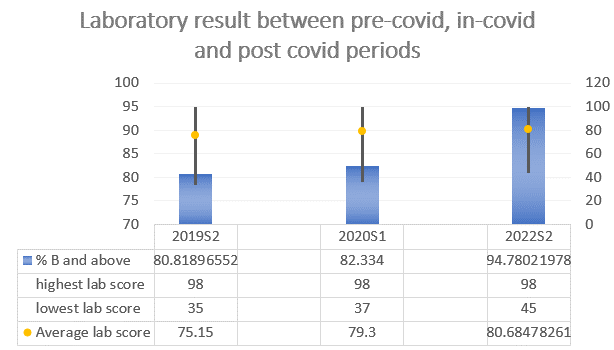 Laboratory result between pre-covid, in-covid
and post covid periods
100 120
95 100
90 80
85 60
80 40
75 20
70 0
2019S2 2020S1 2022S2
% B and above 80.81896552 82.334 94.78021978
highest lab score 98 98 98
lowest lab score 35 37 45
Average lab score 75.15 79.3 80.68478261